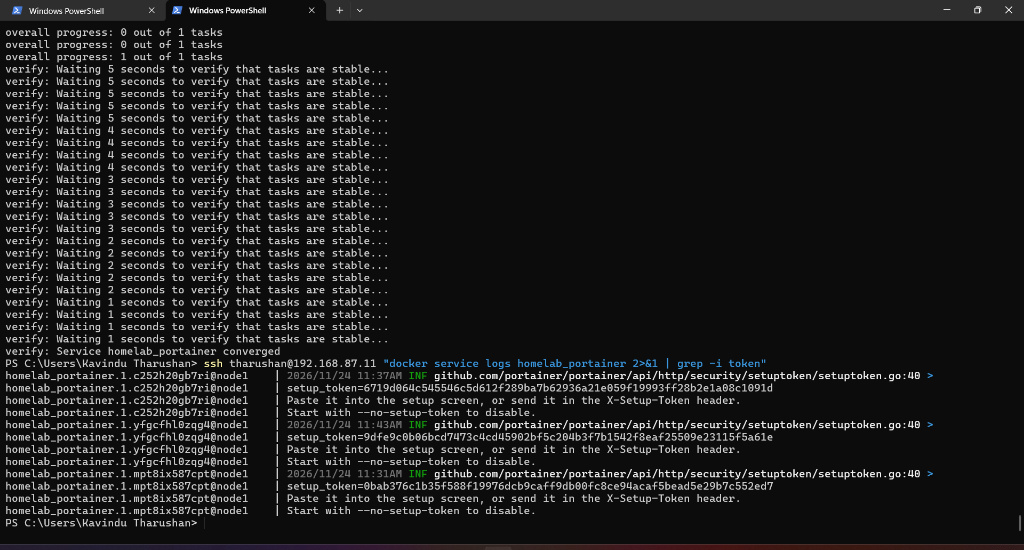 Windows PowerShell
Windows PowerShell
overall progress: 0 out of 1 tasks
overall progress: 0 out of 1 tasks
overall progress: 1 out of 1 tasks
verify: Waiting 5 seconds to verify that tasks are stable...
verify: Waiting 5 seconds to verify that tasks are stable...
verify: Waiting 5 seconds to verify that tasks are stable...
verify: Waiting 5 seconds to verify that tasks are stable...
verify: Waiting 5 seconds to verify that tasks are stable...
verify: Waiting 4 seconds to verify that tasks are stable...
verify: Waiting 4 seconds to verify that tasks are stable...
verify: Waiting 4 seconds to verify that tasks are stable...
verify: Waiting 4 seconds to verify that tasks are stable...
verify: Waiting 3 seconds to verify that tasks are stable...
verify: Waiting 3 seconds to verify that tasks are stable...
verify: Waiting 3 seconds to verify that tasks are stable...
verify: Waiting 3 seconds to verify that tasks are stable...
verify: Waiting 3 seconds to verify that tasks are stable...
verify: Waiting 2 seconds to verify that tasks are stable...
verify: Waiting 2 seconds to verify that tasks are stable...
verify: Waiting 2 seconds to verify that tasks are stable...
verify: Waiting 2 seconds to verify that tasks are stable...
verify: Waiting 2 seconds to verify that tasks are stable...
verify: Waiting 1 seconds to verify that tasks are stable...
verify: Waiting 1 seconds to verify that tasks are stable...
verify: Waiting 1 seconds to verify that tasks are stable...
verify: Waiting 1 seconds to verify that tasks are stable...
verify: Service homelab_portainer converged
PS C:\Users\Kavindu Tharushan> ssh tharushan@192.168.87.11 "docker service logs homelab_portainer 2>&1 | grep -i token"
homelab_portainer.1.c252h20gb7ri@node1 | 2026/11/24 11:37AM INF github.com/portainer/portainer/api/http/security/setuptoken/setuptoken.go:40 >
homelab_portainer.1.c252h20gb7ri@node1 | setup_token=6719d064c545546c5d612f289ba7b62936a21e059f19993ff28b2e1a08c1091d
homelab_portainer.1.c252h20gb7ri@node1 | Paste it into the setup screen, or send it in the X-Setup-Token header.
homelab_portainer.1.c252h20gb7ri@node1 | Start with --no-setup-token to disable.
homelab_portainer.1.yfgcfhl0zqg4@node1 | 2026/11/24 11:43AM INF github.com/portainer/portainer/api/http/security/setuptoken/setuptoken.go:40 >
homelab_portainer.1.yfgcfhl0zqg4@node1 | setup_token=9dfe9c0b06bcd7473c4cd45902bf5c204b3f7b1542f8eaf25509e23115f5a61e
homelab_portainer.1.yfgcfhl0zqg4@node1 | Paste it into the setup screen, or send it in the X-Setup-Token header.
homelab_portainer.1.yfgcfhl0zqg4@node1 | Start with --no-setup-token to disable.
homelab_portainer.1.mpt8ix587cpt@node1 | 2026/11/24 11:31AM INF github.com/portainer/portainer/api/http/security/setuptoken/setuptoken.go:40 >
homelab_portainer.1.mpt8ix587cpt@node1 | setup_token=0bab376c1b35f588f19976dcb9caff9db00fc8ce94acaf5bead5e29b7c552ed7
homelab_portainer.1.mpt8ix587cpt@node1 | Paste it into the setup screen, or send it in the X-Setup-Token header.
homelab_portainer.1.mpt8ix587cpt@node1 | Start with --no-setup-token to disable.
PS C:\Users\Kavindu Tharushan>